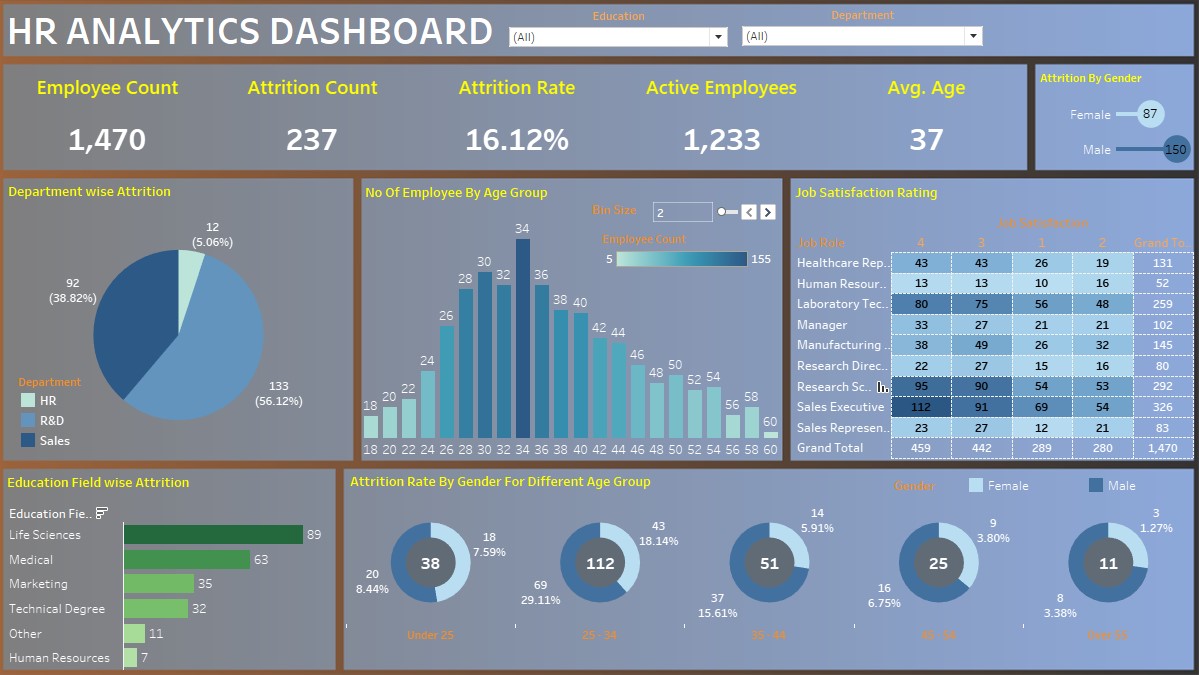 HR ANALYTICS DASHBOARD
Education
(All)
Department
(All)
Employee Count
1,470
Attrition Count
237
Attrition Rate
16.12%
Active Employees
1,233
Avg. Age
37
Attrition By Gender
Female 87
Male 150
Department wise Attrition
12
(5.06%)
92
(38.82%)
133
(56.12%)
Department
HR
R&D
Sales
No Of Employee By Age Group
Bin Size 2
Employee Count
5 155
18 20 22 24 26 28 30 32 34 36 38 40 42 44 46 48 50 52 54 56 58 60
18 20 22 24 26 28 30 32 34 36 38 40 42 44 46 48 50 52 54 56 58 60
Job Satisfaction Rating
Job Satisfaction
Job Role 4 3 1 2 Grand To..
Healthcare Rep.. 43 43 26 19 131
Human Resour.. 13 13 10 16 52
Laboratory Tec.. 80 75 56 48 259
Manager 33 27 21 21 102
Manufacturing .. 38 49 26 32 145
Research Direc.. 22 27 15 16 80
Research Sc.. 95 90 54 53 292
Sales Executive 112 91 69 54 326
Sales Represen.. 23 27 12 21 83
Grand Total 459 442 289 280 1,470
Education Field wise Attrition
Education Fie..
Life Sciences 89
Medical 63
Marketing 35
Technical Degree 32
Other 11
Human Resources 7
Attrition Rate By Gender For Different Age Group
Gender Female Male
18
7.59%
38
20
8.44%
Under 25
43
18.14%
112
69
29.11%
25 - 34
14
5.91%
51
37
15.61%
35 - 44
9
3.80%
25
16
6.75%
3
1.27%
11
8
3.38%